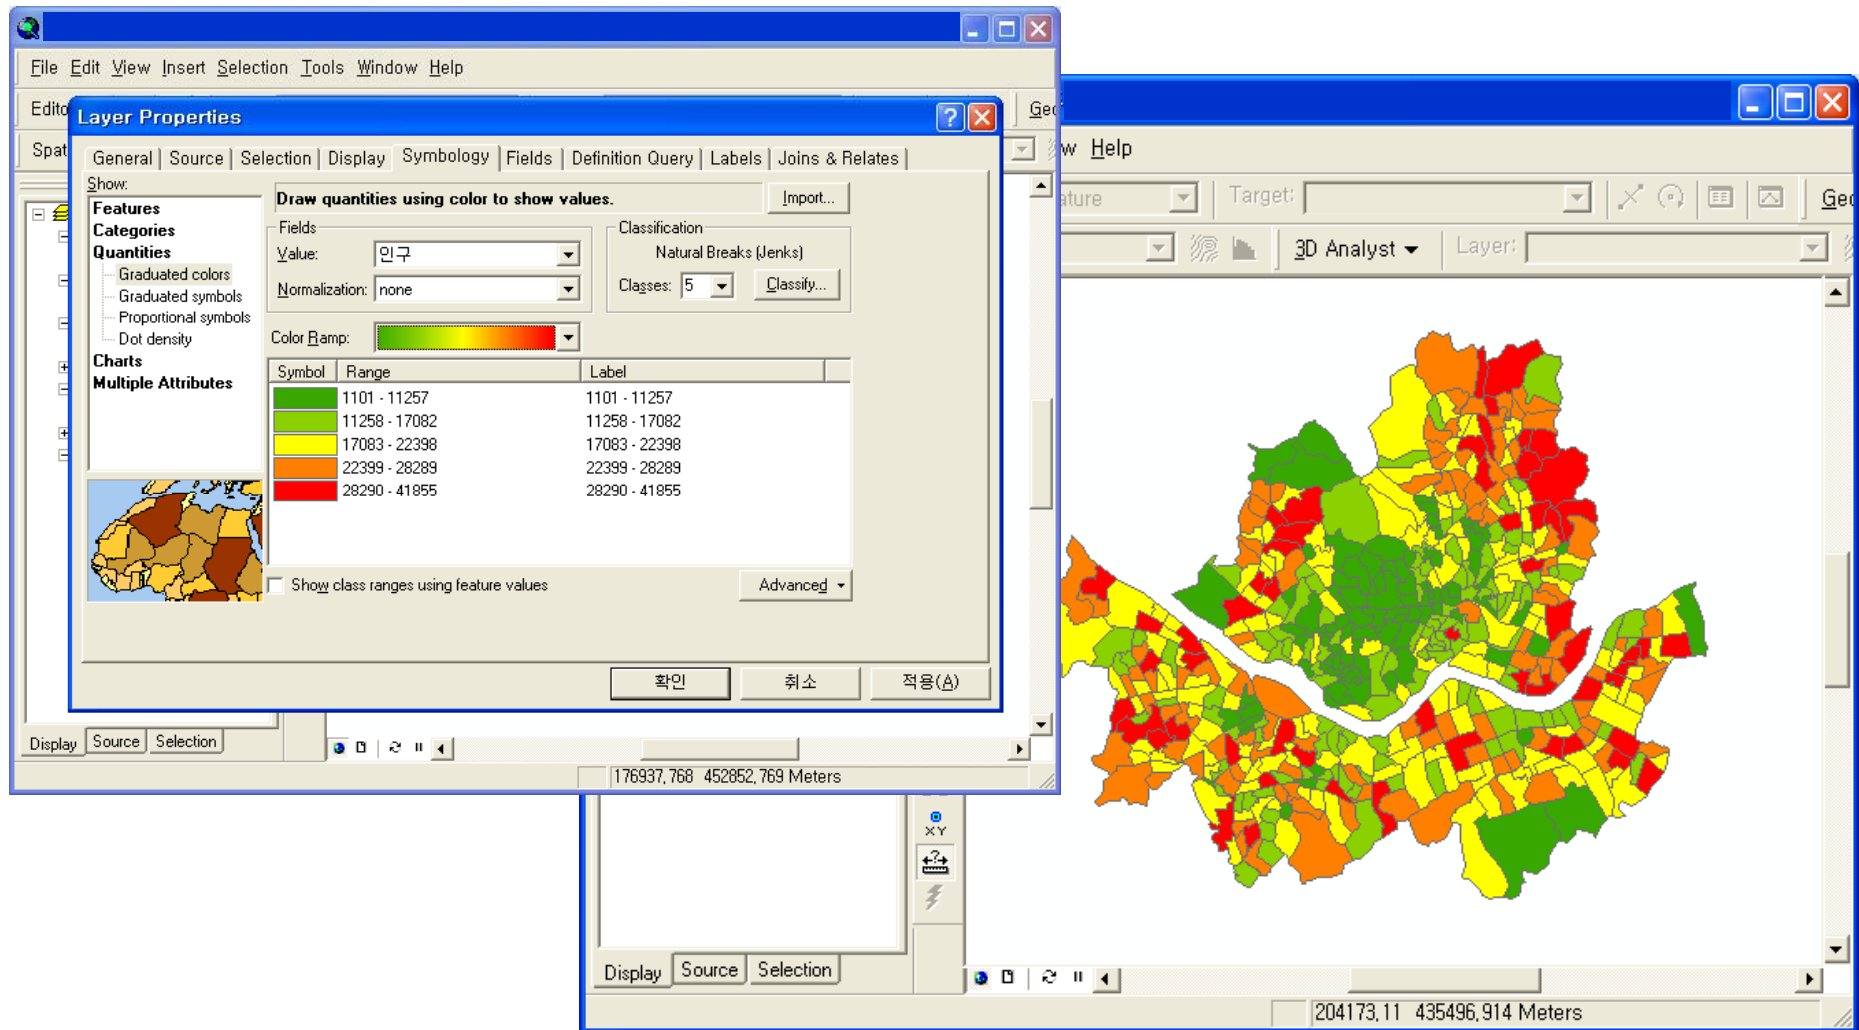 File Edit View Insert Selection Tools Window Help
Layer Properties
General Source Selection Display Symbology Fields Definition Query Labels Joins & Relates
Show:
Features
Categories
Quantities
Graduated colors
Graduated symbols
Proportional symbols
Dot density
Charts
Multiple Attributes
Draw quantities using color to show values.
Import...
Fields
Value: 인구
Normalization: none
Classification
Natural Breaks (Jenks)
Classes: 5 Classify...
Color Ramp:
Symbol Range Label
1101 - 11257 1101 - 11257
11258 - 17082 11258 - 17082
17083 - 22398 17083 - 22398
22399 - 28289 22399 - 28289
28290 - 41855 28290 - 41855
Show class ranges using feature values
Advanced
확인 취소 적용(A)
Display Source Selection
176937,768 452852,769 Meters
Help
Target:
3D Analyst Layer:
XY
Display Source Selection
204173,11 435496,914 Meters